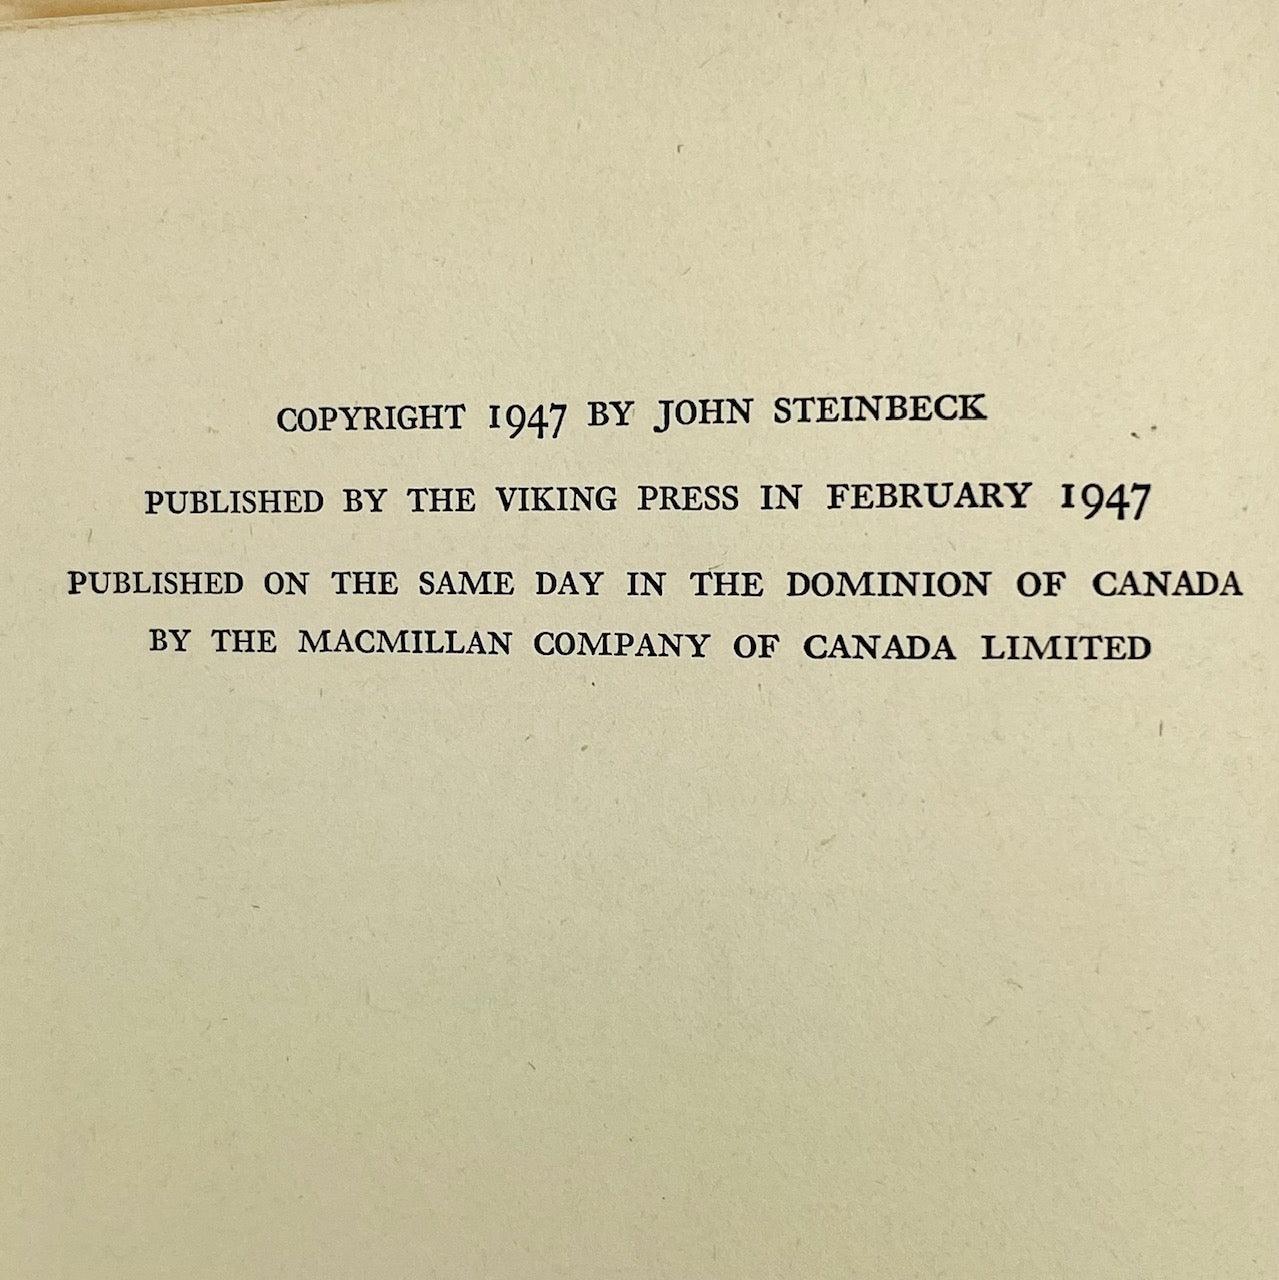 COPYRIGHT 1947 BY JOHN STEINBECK
PUBLISHED BY THE VIKING PRESS IN FEBRUARY 1947
PUBLISHED ON THE SAME DAY IN THE DOMINION OF CANADA
BY THE MACMILLAN COMPANY OF CANADA LIMITED